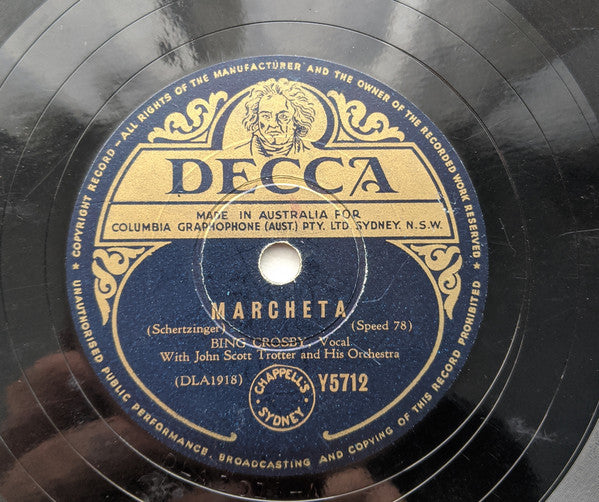 ★ COPYRIGHT RECORD — ALL RIGHTS OF THE MANUFACTURER AND THE OWNER OF THE RECORDED WORK RESERVED ★
DECCA
MADE IN AUSTRALIA FOR
COLUMBIA GRAPHOPHONE (AUST.) PTY. LTD SYDNEY. N.S.W.
MARCHETA
(Schertzinger) (Speed 78)
BING CROSBY, Vocal
With John Scott Trotter and His Orchestra
(DLA1918) CHAPPELL'S SYDNEY Y5712
UNAUTHORISED PUBLIC PERFORMANCE, BROADCASTING AND COPYING OF THIS RECORD PROHIBITED